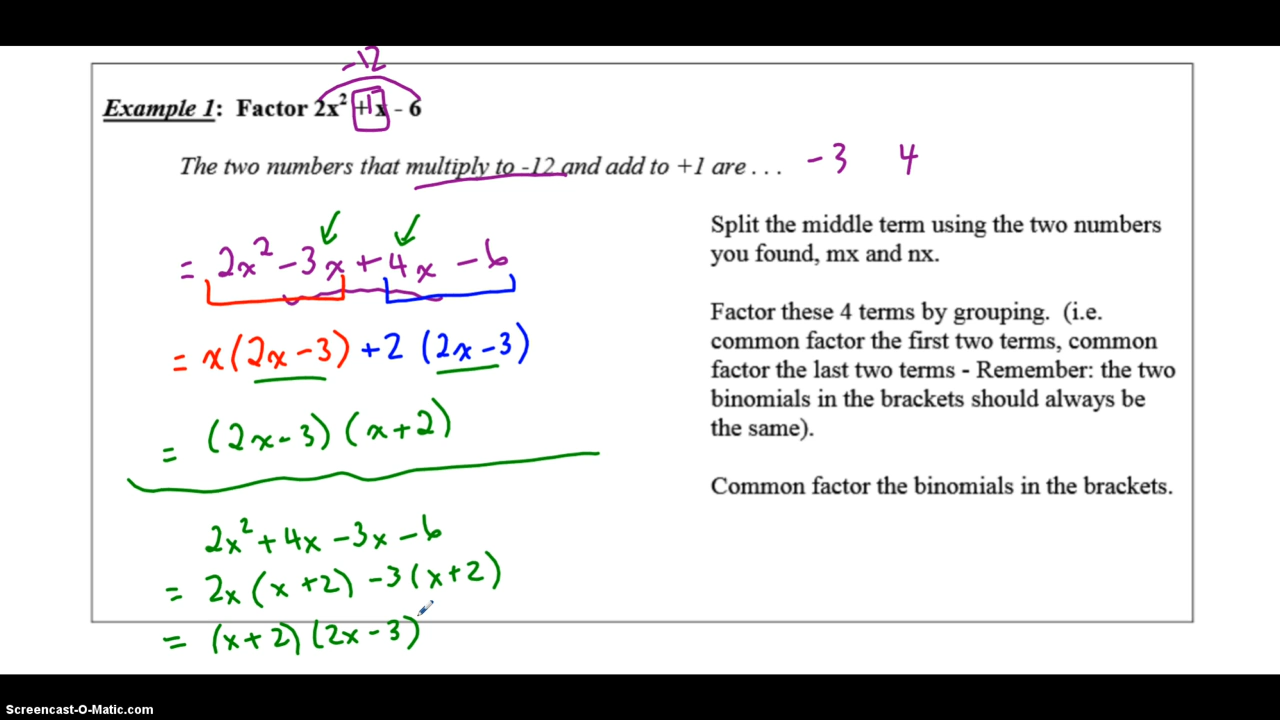 -12
Example 1: Factor 2x² +1x - 6
The two numbers that multiply to -12 and add to +1 are . . . -3 4
= 2x² - 3x + 4x - 6
= x(2x - 3) + 2 (2x - 3)
= (2x - 3) (x + 2)
2x² + 4x - 3x - 6
= 2x (x + 2) - 3 (x + 2)
= (x + 2) (2x - 3)
Split the middle term using the two numbers
you found, mx and nx.
Factor these 4 terms by grouping. (i.e.
common factor the first two terms, common
factor the last two terms - Remember: the two
binomials in the brackets should always be
the same).
Common factor the binomials in the brackets.
Screencast-O-Matic.com